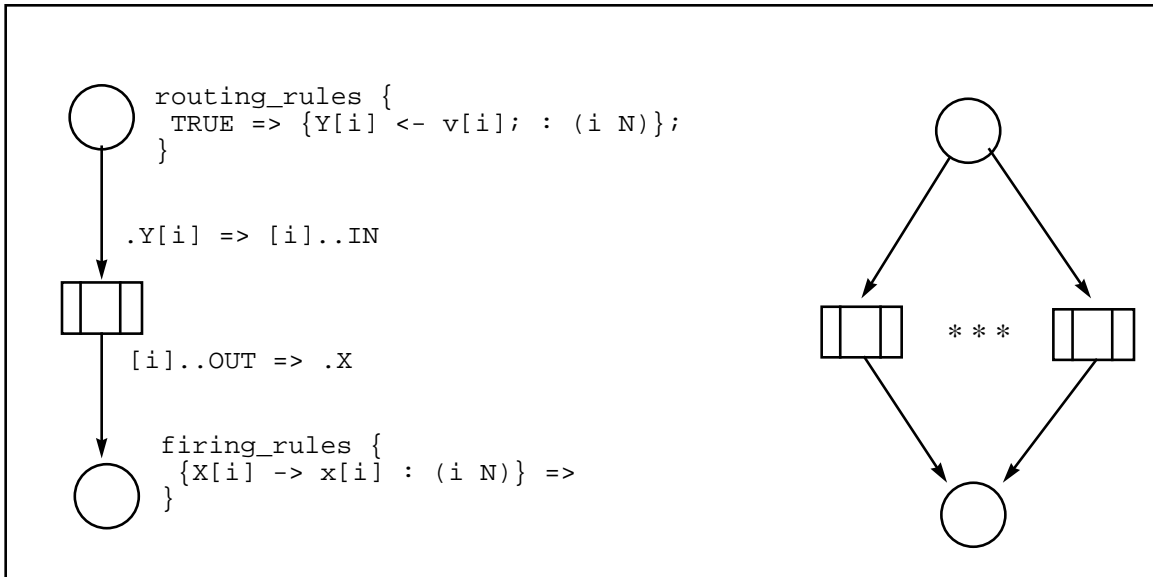 routing_rules {
TRUE => {Y[i] <- v[i]; : (i N)};
}
.Y[i] => [i]..IN
[i]..OUT => .X
firing_rules {
{X[i] -> x[i] : (i N)} =>
}
* * *